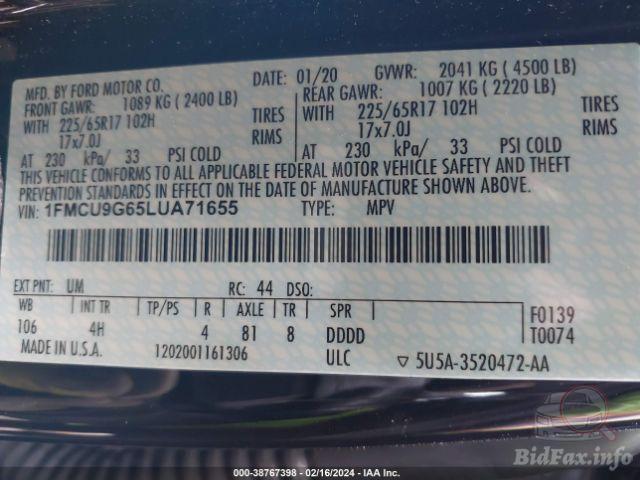 MFD. BY FORD MOTOR CO. DATE: 01/20 GVWR: 2041 KG ( 4500 LB)
FRONT GAWR: 1089 KG ( 2400 LB) REAR GAWR: 1007 KG ( 2220 LB)
WITH 225/65R17 102H TIRES WITH 225/65R17 102H TIRES
17x7.0J RIMS 17x7.0J RIMS
AT 230 kPa/ 33 PSI COLD AT 230 kPa/ 33 PSI COLD
THIS VEHICLE CONFORMS TO ALL APPLICABLE FEDERAL MOTOR VEHICLE SAFETY AND THEFT
PREVENTION STANDARDS IN EFFECT ON THE DATE OF MANUFACTURE SHOWN ABOVE.
VIN: 1FMCU9G65LUA71655 TYPE: MPV
EXT PNT: UM RC: 44 DSO:
WB INT TR TP/PS R AXLE TR SPR F0139
106 4H 4 81 8 DDDD T0074
MADE IN U.S.A. 1202001161306 ULC ▽ 5U5A-3520472-AA
BidFax.info
000-38767398 - 02/16/2024 - IAA Inc.